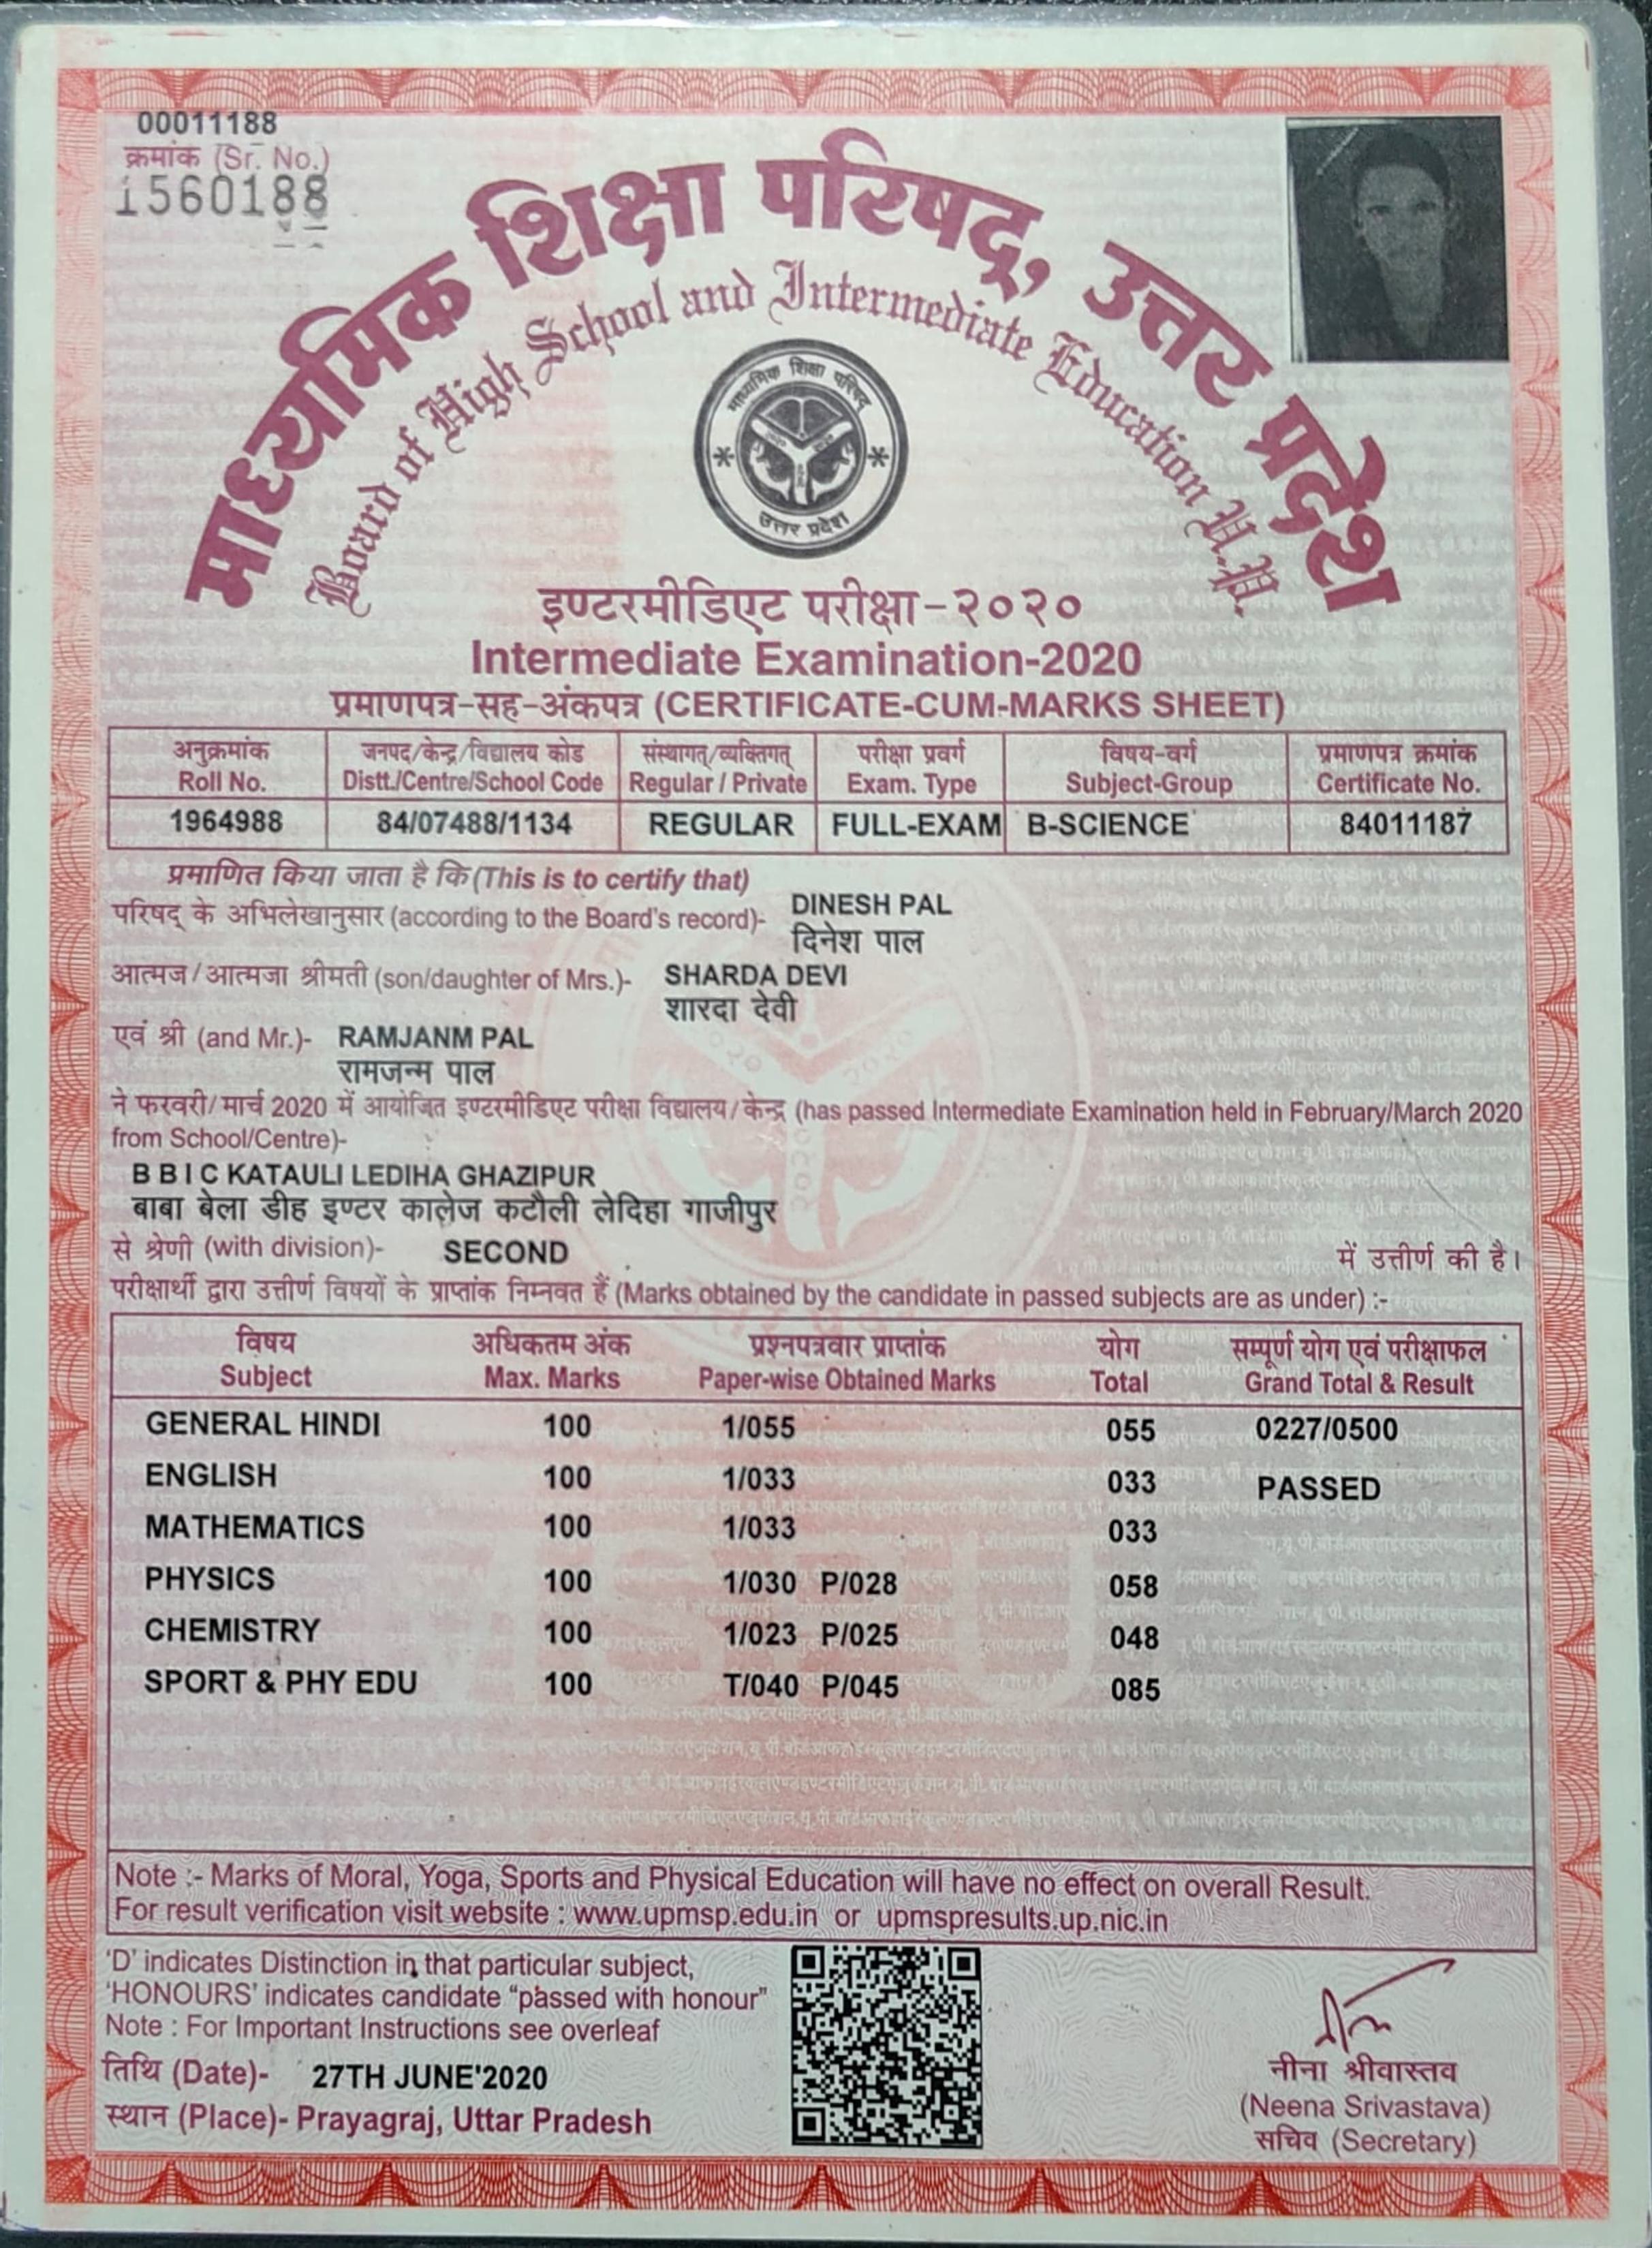 00011188
क्रमांक (Sr. No.)
1560188
माध्यमिक शिक्षा परिषद्, उत्तर प्रदेश
Board of High School and Intermediate Education U.P.
माध्यमिक शिक्षा परिषद्
उत्तर प्रदेश
इण्टरमीडिएट परीक्षा-२०२०
Intermediate Examination-2020
प्रमाणपत्र-सह-अंकपत्र (CERTIFICATE-CUM-MARKS SHEET)
अनुक्रमांक जनपद/केन्द्र/विद्यालय कोड संस्थागत्/व्यक्तिगत् परीक्षा प्रवर्ग विषय-वर्ग प्रमाणपत्र क्रमांक
Roll No. Distt./Centre/School Code Regular / Private Exam. Type Subject-Group Certificate No.
1964988 84/07488/1134 REGULAR FULL-EXAM B-SCIENCE 84011187
प्रमाणित किया जाता है कि (This is to certify that)
परिषद् के अभिलेखानुसार (according to the Board's record)- DINESH PAL
दिनेश पाल
आत्मज/आत्मजा श्रीमती (son/daughter of Mrs.)- SHARDA DEVI
शारदा देवी
एवं श्री (and Mr.)- RAMJANM PAL
रामजन्म पाल
ने फरवरी/मार्च 2020 में आयोजित इण्टरमीडिएट परीक्षा विद्यालय/केन्द्र (has passed Intermediate Examination held in February/March 2020
from School/Centre)-
B B I C KATAULI LEDIHA GHAZIPUR
बाबा बेला डीह इण्टर कालेज कटौली लेदिहा गाजीपुर
से श्रेणी (with division)- SECOND में उत्तीर्ण की है।
परीक्षार्थी द्वारा उत्तीर्ण विषयों के प्राप्तांक निम्नवत हैं (Marks obtained by the candidate in passed subjects are as under) :-
विषय अधिकतम अंक प्रश्नपत्रवार प्राप्तांक योग सम्पूर्ण योग एवं परीक्षाफल
Subject Max. Marks Paper-wise Obtained Marks Total Grand Total & Result
GENERAL HINDI 100 1/055 055 0227/0500
ENGLISH 100 1/033 033 PASSED
MATHEMATICS 100 1/033 033
PHYSICS 100 1/030 P/028 058
CHEMISTRY 100 1/023 P/025 048
SPORT & PHY EDU 100 T/040 P/045 085
Note :- Marks of Moral, Yoga, Sports and Physical Education will have no effect on overall Result.
For result verification visit website : www.upmsp.edu.in or upmspresults.up.nic.in
'D' indicates Distinction in that particular subject,
'HONOURS' indicates candidate "passed with honour"
Note : For Important Instructions see overleaf
तिथि (Date)- 27TH JUNE'2020
स्थान (Place)- Prayagraj, Uttar Pradesh
नीना श्रीवास्तव
(Neena Srivastava)
सचिव (Secretary)